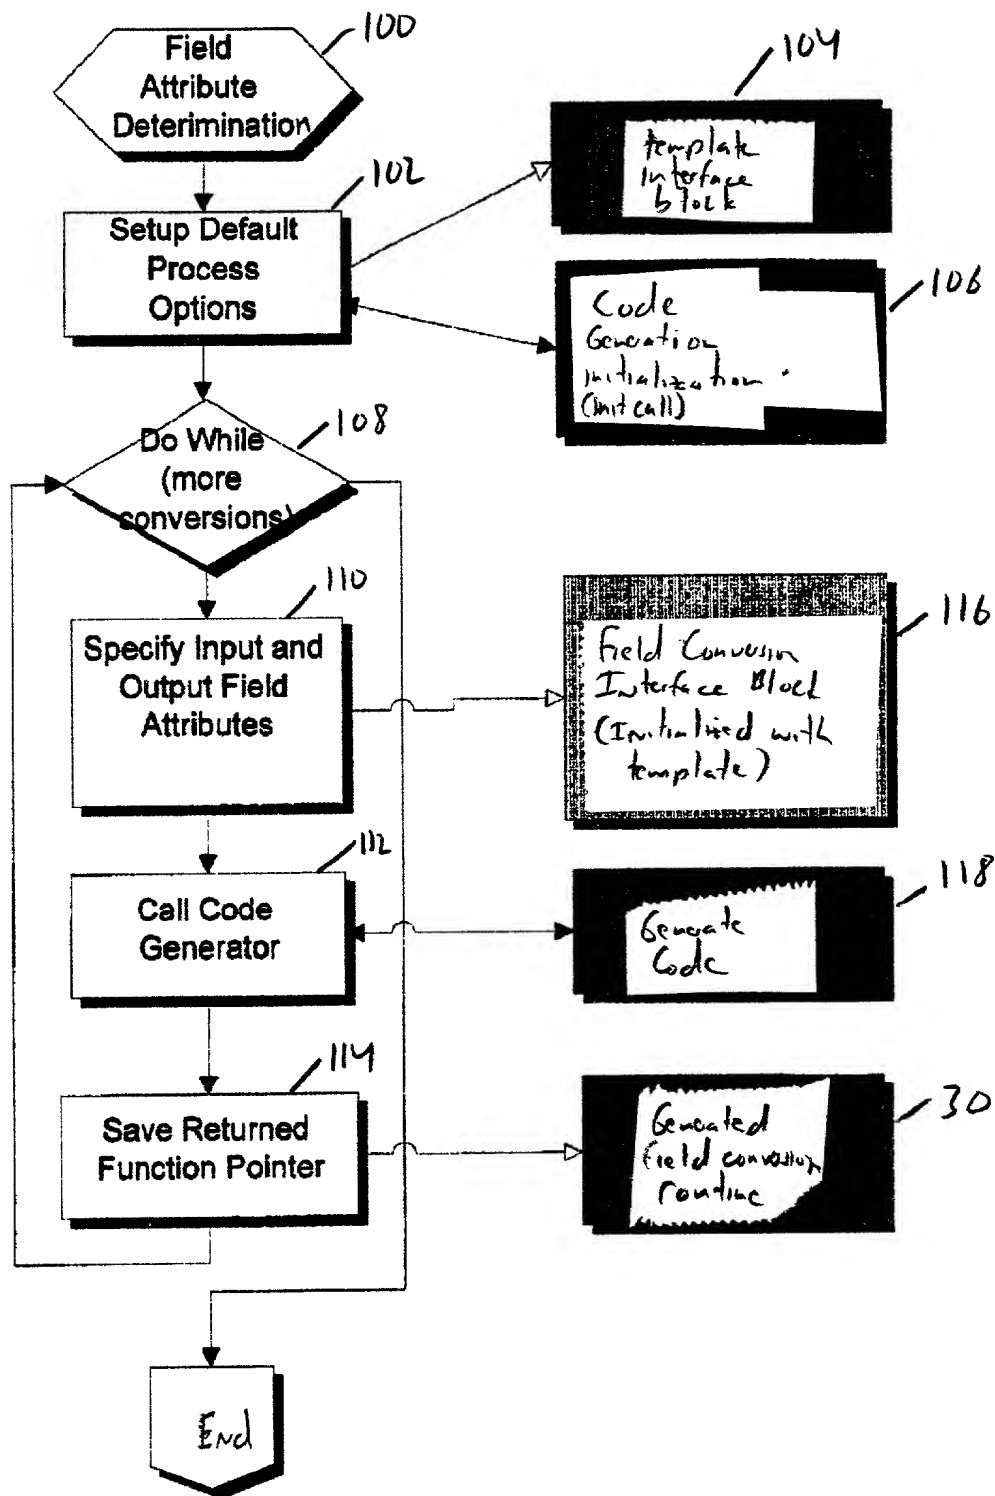 100
Field
Attribute
Deterimination
104
template
interface
block
102
Setup Default
Process
Options
106
Code
Generation
initialization
(init call)
108
Do While
(more
conversions)
110
Specify Input and
Output Field
Attributes
116
Field Conversion
Interface Block
(Initialized with
template)
112
Call Code
Generator
118
Generate
Code
114
Save Returned
Function Pointer
30
Generated
field conversion
routine
End